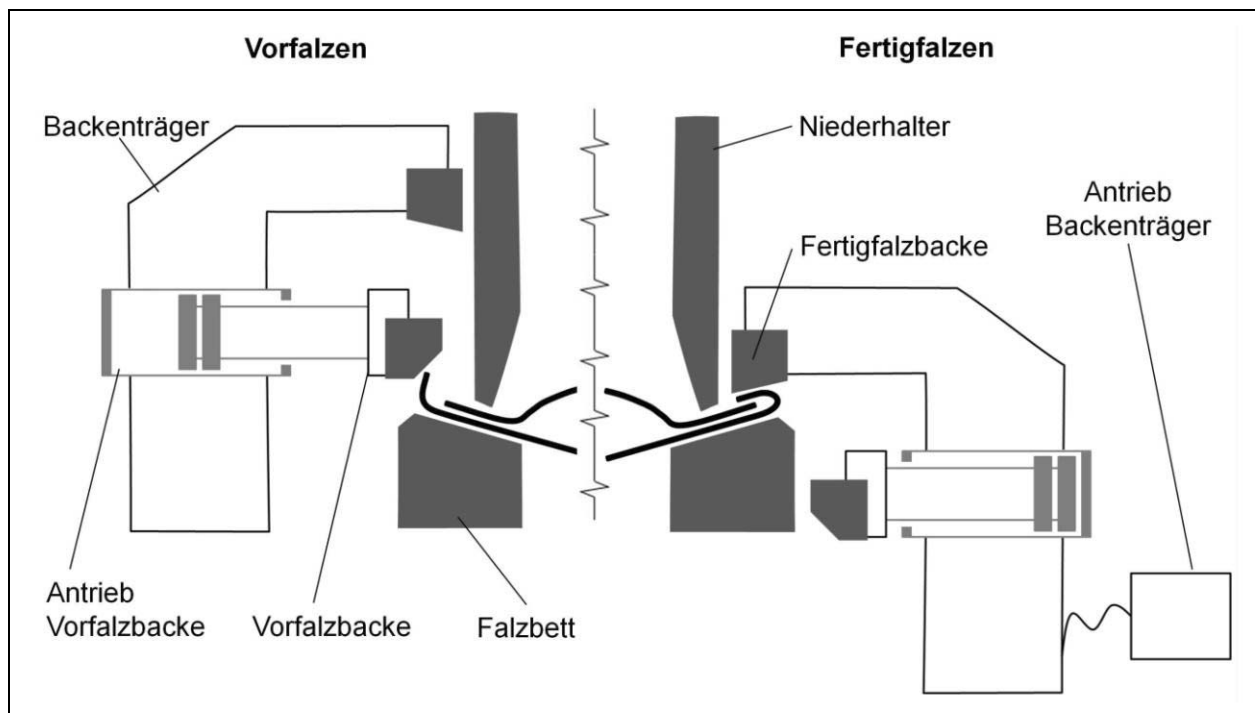 Vorfalzen
Fertigfalzen
Backenträger
Niederhalter
Antrieb
Backenträger
Fertigfalzbacke
Antrieb
Vorfalzbacke
Vorfalzbacke
Falzbett